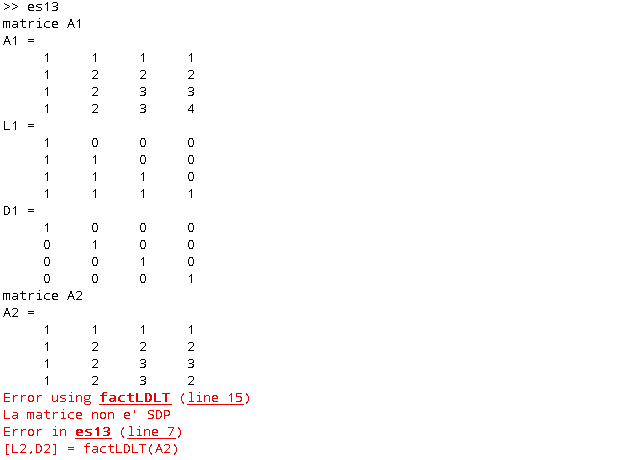 >> es13
matrice A1
A1 =
1 1 1 1
1 2 2 2
1 2 3 3
1 2 3 4
L1 =
1 0 0 0
1 1 0 0
1 1 1 0
1 1 1 1
D1 =
1 0 0 0
0 1 0 0
0 0 1 0
0 0 0 1
matrice A2
A2 =
1 1 1 1
1 2 2 2
1 2 3 3
1 2 3 2
Error using factLDLT (line 15)
La matrice non e' SDP
Error in es13 (line 7)
[L2,D2] = factLDLT(A2)